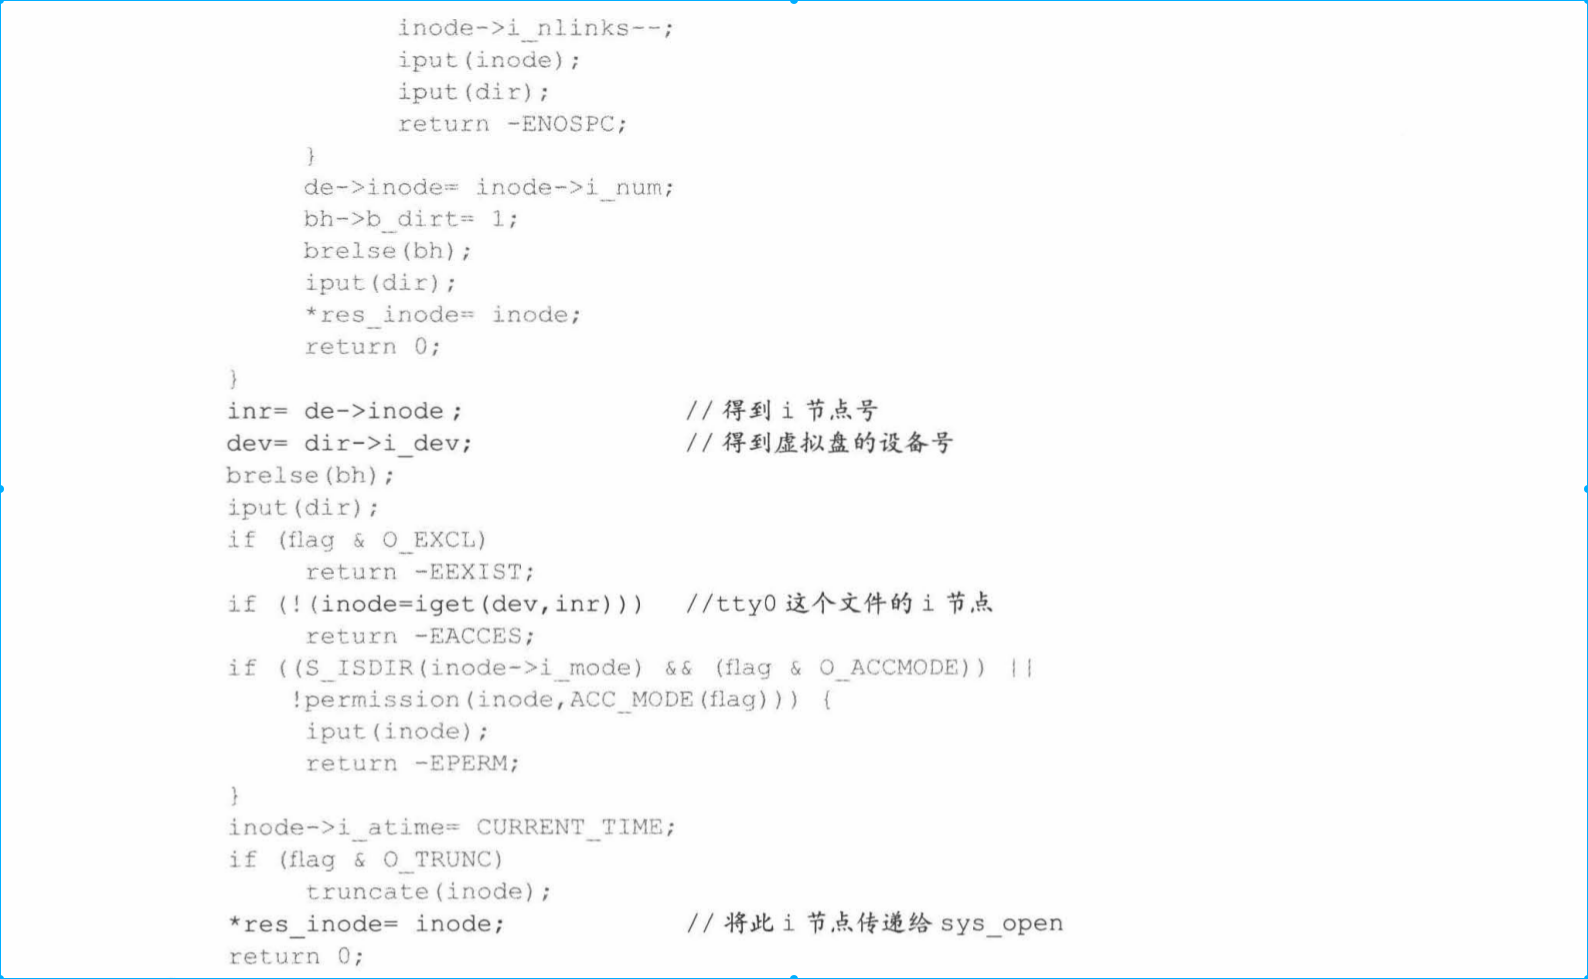 inode->i_nlinks--;
iput(inode);
iput(dir);
return -ENOSPC;
}
de->inode= inode->i_num;
bh->b_dirt= 1;
brelse(bh);
iput(dir);
*res_inode= inode;
return 0;
}
inr= de->inode ; //得到 i 节点号
dev= dir->i_dev; //得到虚拟盘的设备号
brelse(bh);
iput(dir);
if (flag & O_EXCL)
return -EEXIST;
if (!(inode=iget(dev,inr))) //tty0 这个文件的 i 节点
return -EACCES;
if ((S_ISDIR(inode->i_mode) && (flag & O_ACCMODE)) ||
!permission(inode,ACC_MODE(flag))) {
iput(inode);
return -EPERM;
}
inode->i_atime= CURRENT_TIME;
if (flag & O_TRUNC)
truncate(inode);
*res_inode= inode; //将此 i 节点传递给 sys_open
return 0;